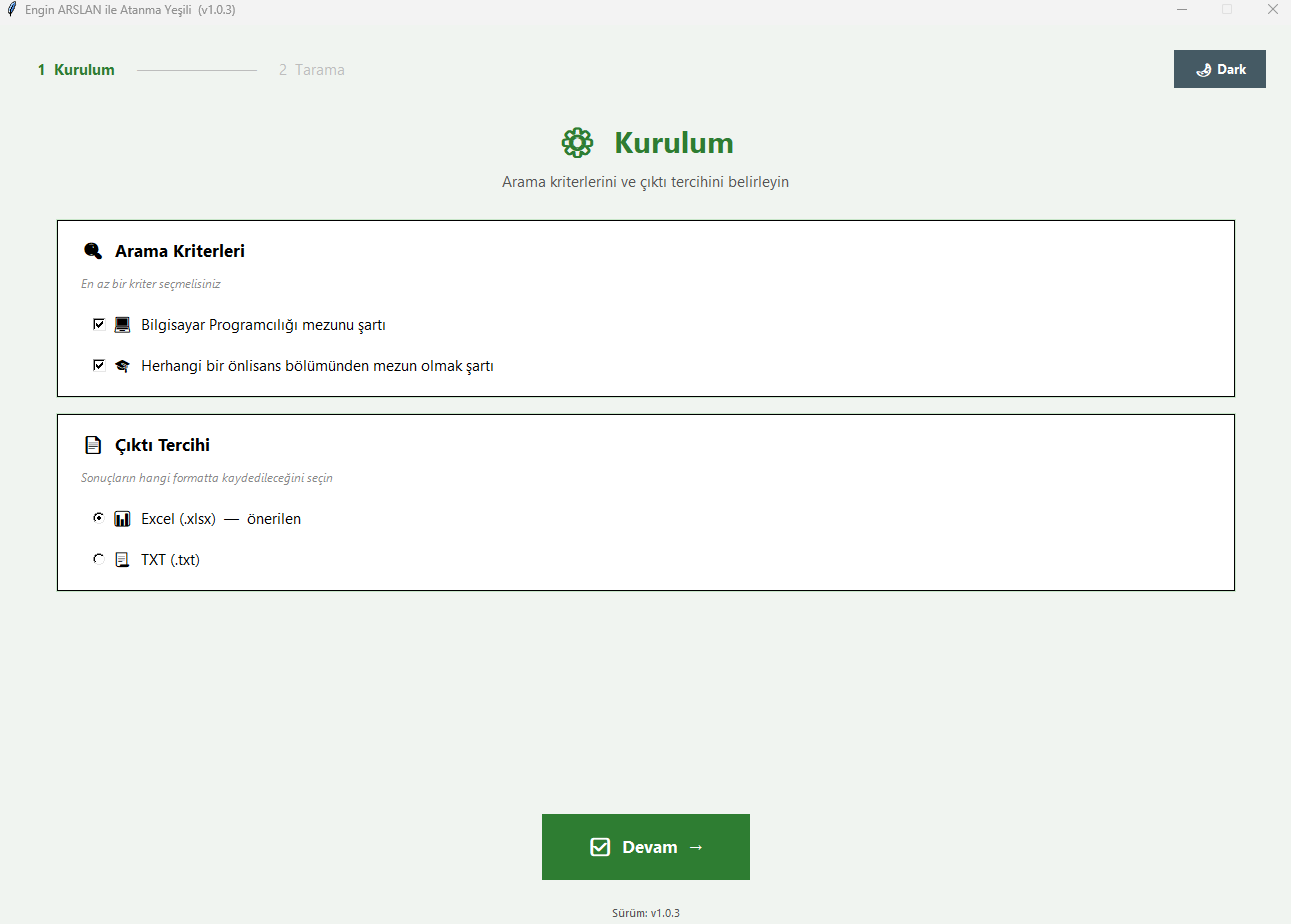 Engin ARSLAN ile Atanma Yeşili (v1.0.3)
1 Kurulum
2 Tarama
Dark
Kurulum
Arama kriterlerini ve çıktı tercihini belirleyin
Arama Kriterleri
En az bir kriter seçmelisiniz
Bilgisayar Programcılığı mezunu şartı
Herhangi bir önlisans bölümünden mezun olmak şartı
Çıktı Tercihi
Sonuçların hangi formatta kaydedileceğini seçin
Excel (.xlsx) — önerilen
TXT (.txt)
Devam →
Sürüm: v1.0.3